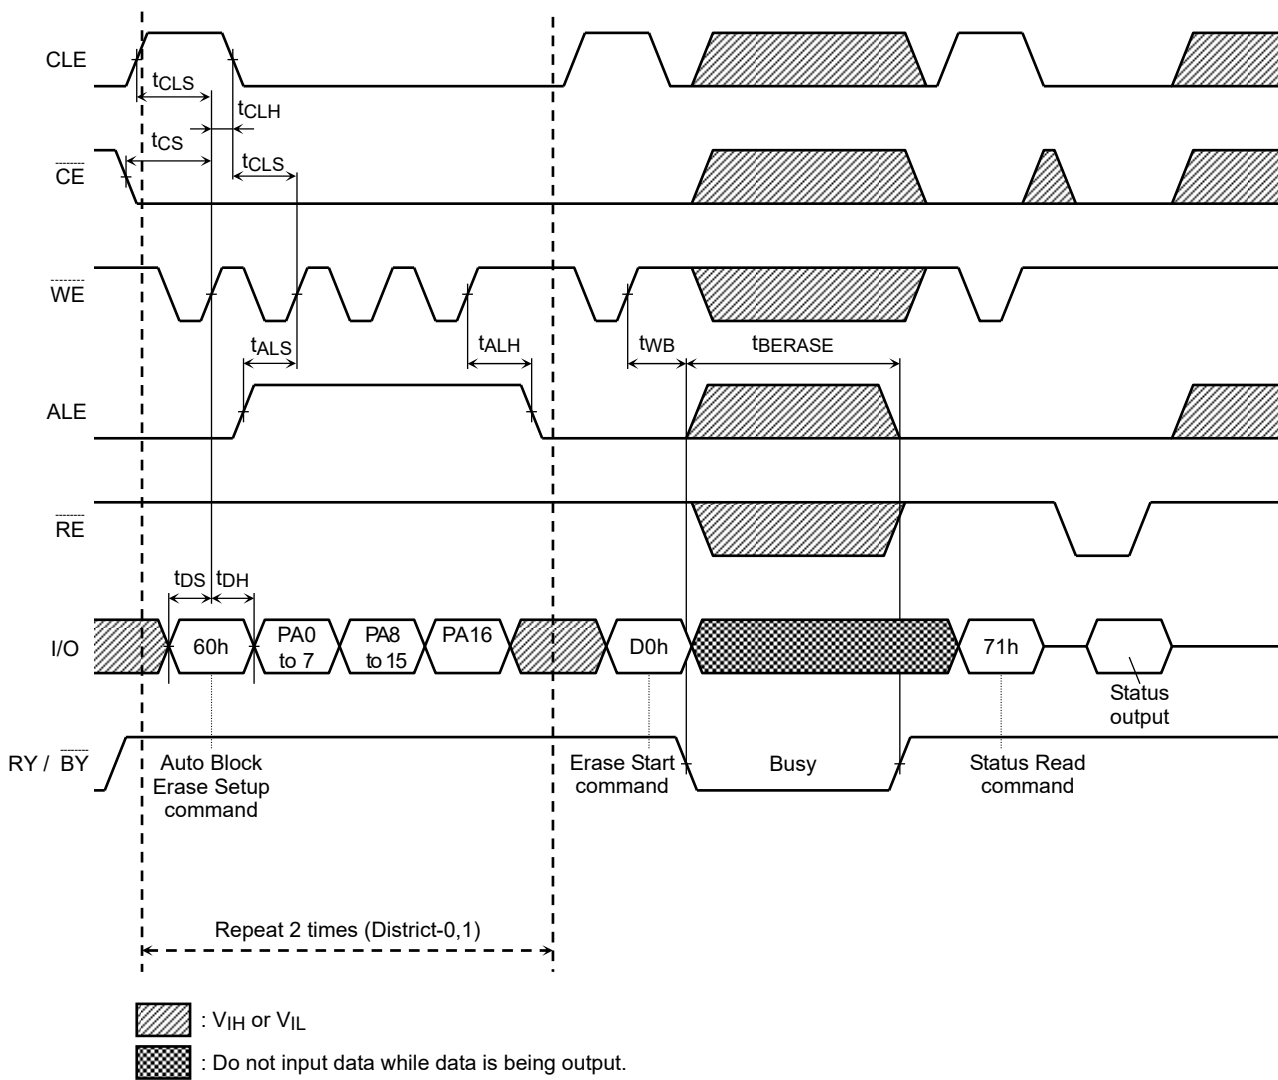 CLE
tCLS
tCLH
tCS
tCLS
CE
WE
tALS
tALH
tWB
tBERASE
ALE
RE
tDS
tDH
I/O
60h
PA0
to 7
PA8
to 15
PA16
D0h
71h
Status
output
RY / BY
Auto Block
Erase Setup
command
Erase Start
command
Busy
Status Read
command
Repeat 2 times (District-0,1)
: VIH or VIL
: Do not input data while data is being output.